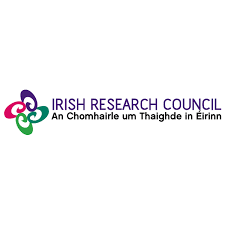 IRISH RESEARCH COUNCIL
An Chomhairle um Thaighde in Éirinn